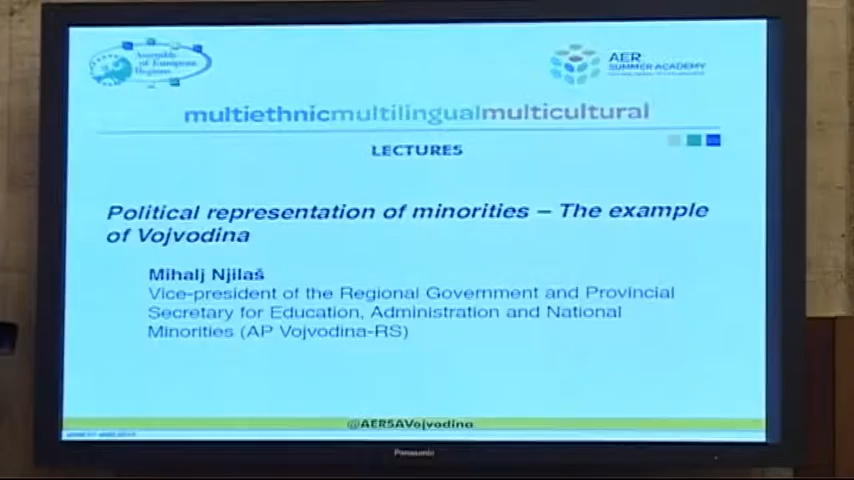 Assembly
of European
Regions
AER
SUMMER ACADEMY
multiethnicmultilingualmulticultural
LECTURES
Political representation of minorities – The example
of Vojvodina
Mihalj Njilaš
Vice-president of the Regional Government and Provincial
Secretary for Education, Administration and National
Minorities (AP Vojvodina-RS)
@AERSAVojvodina
Panasonic